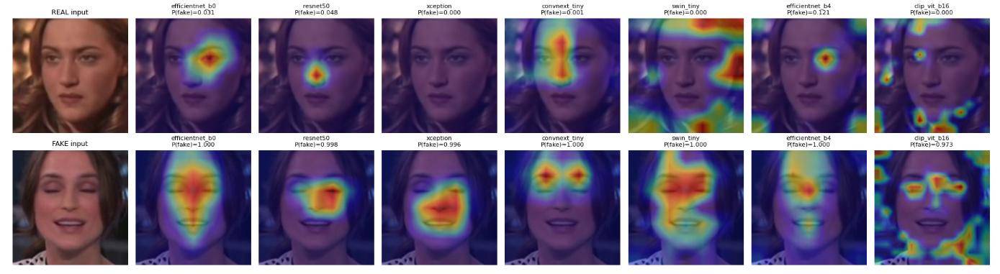 REAL input
efficientnet_b0
P(fake)=0.031
resnet50
P(fake)=0.048
xception
P(fake)=0.000
convnext_tiny
P(fake)=0.001
swin_tiny
P(fake)=0.000
efficientnet_b4
P(fake)=0.121
clip_vit_b16
P(fake)=0.000
FAKE input
efficientnet_b0
P(fake)=1.000
resnet50
P(fake)=0.998
xception
P(fake)=0.996
convnext_tiny
P(fake)=1.000
swin_tiny
P(fake)=1.000
efficientnet_b4
P(fake)=1.000
clip_vit_b16
P(fake)=0.973